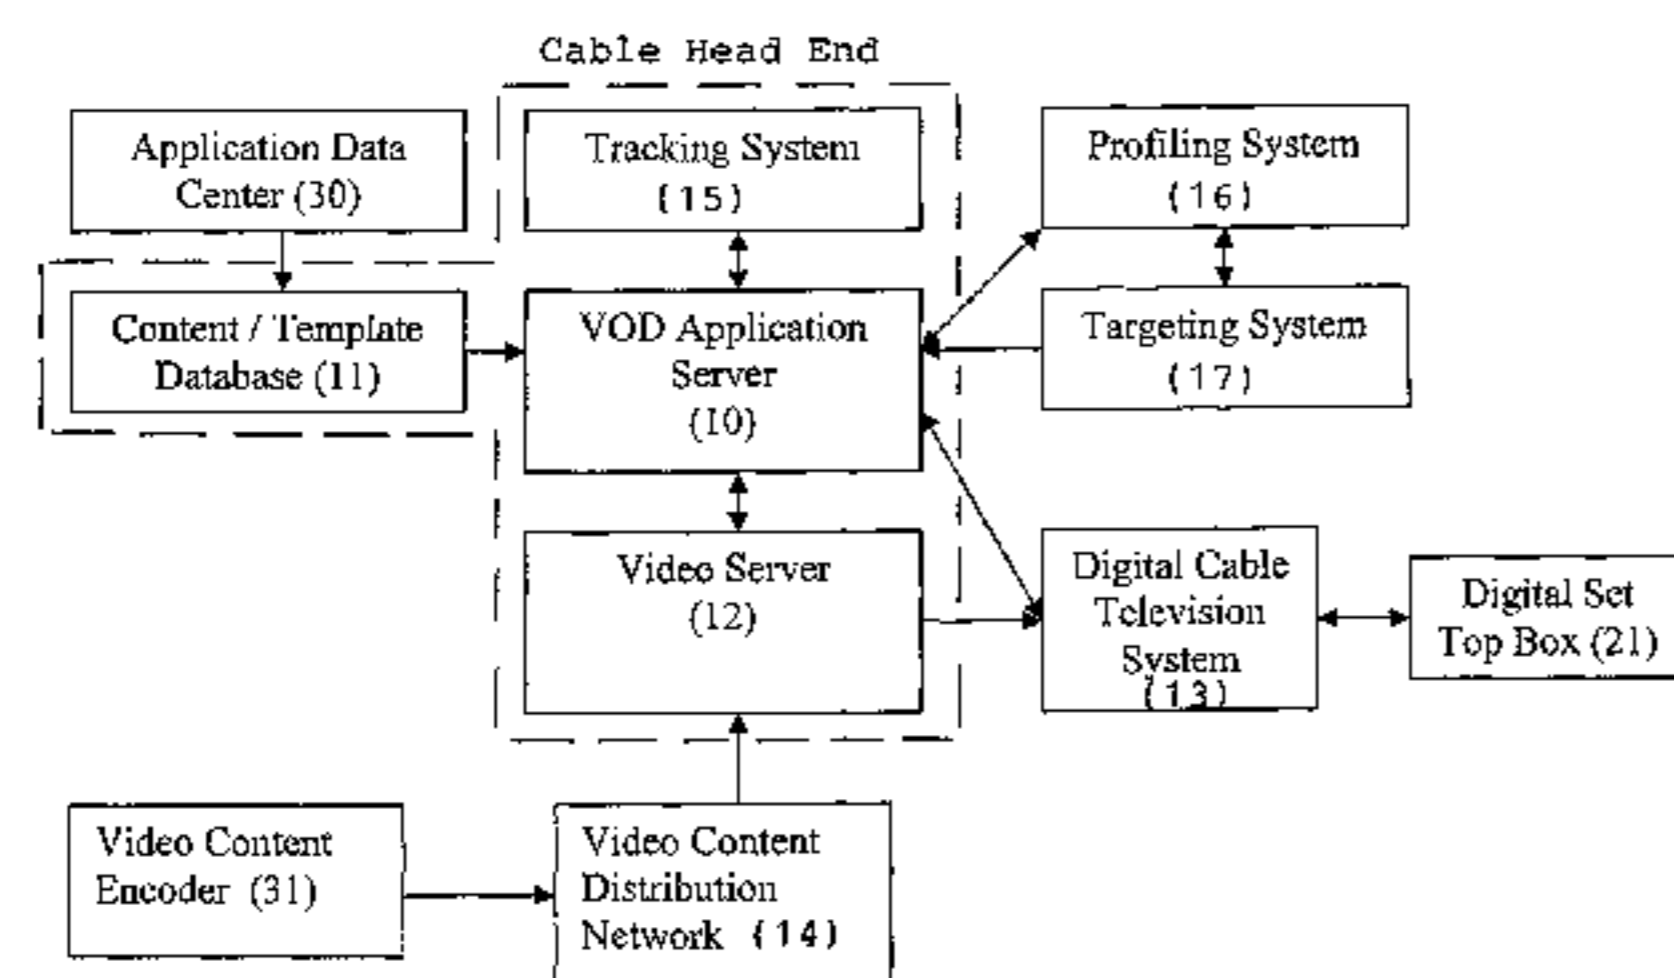 Cable Head End
Application Data
Center (30)
Tracking System
(15)
Profiling System
(16)
Content / Template
Database (11)
VOD Application
Server
(10)
Targeting System
(17)
Video Server
(12)
Digital Cable
Television
System
(13)
Digital Set
Top Box (21)
Video Content
Encoder (31)
Video Content
Distribution
Network (14)